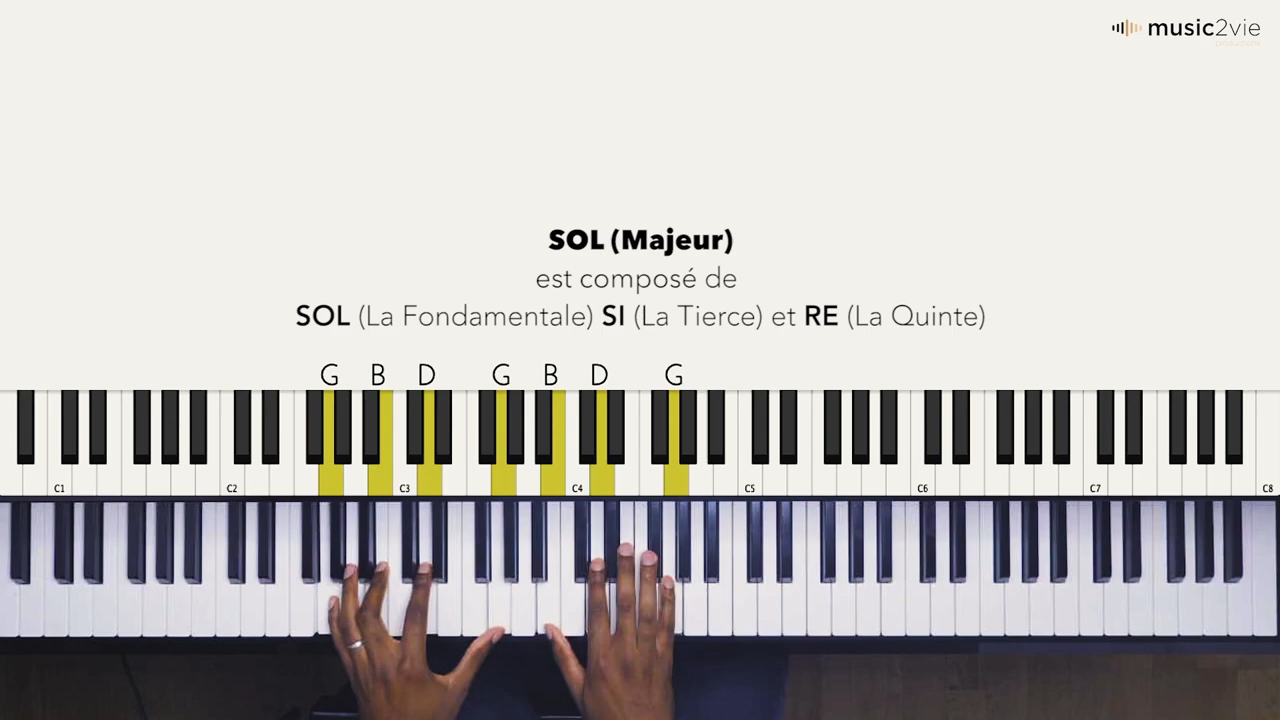 music2vie
productions
SOL (Majeur)
est composé de
SOL (La Fondamentale) SI (La Tierce) et RE (La Quinte)
G B D G B D G
C1 C2 C3 C4 C5 C6 C7 C8